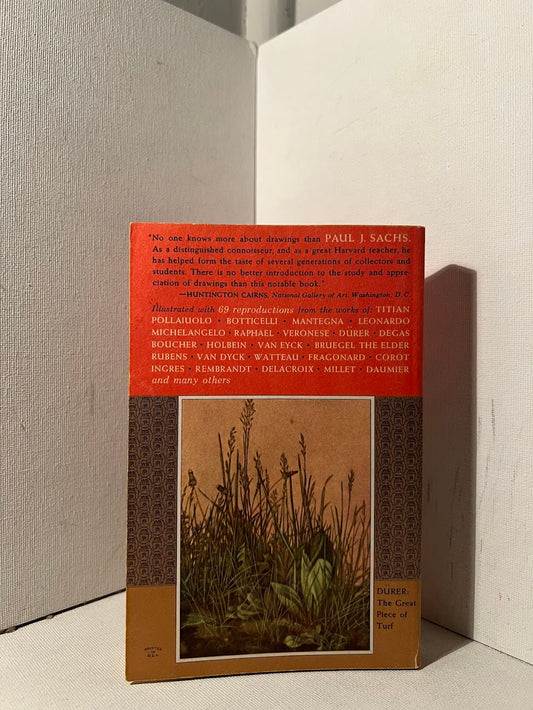 "No one knows more about drawings than PAUL J. SACHS.
As a distinguished connoisseur, and as a great Harvard teacher, he
has helped form the taste of several generations of collectors and
students. There is no better introduction to the study and appre-
ciation of drawings than this notable book."
—HUNTINGTON CAIRNS, National Gallery of Art, Washington, D.C.
Illustrated with 69 reproductions from the works of: TITIAN
POLLAIUOLO • BOTTICELLI • MANTEGNA • LEONARDO
MICHELANGELO • RAPHAEL • VERONESE • DURER • DEGAS
BOUCHER • HOLBEIN • VAN EYCK • BRUEGEL THE ELDER
RUBENS • VAN DYCK • WATTEAU • FRAGONARD • COROT
INGRES • REMBRANDT • DELACROIX • MILLET • DAUMIER
and many others
DURER:
The Great
Piece of
Turf
PRINTED
IN
U.S.A.